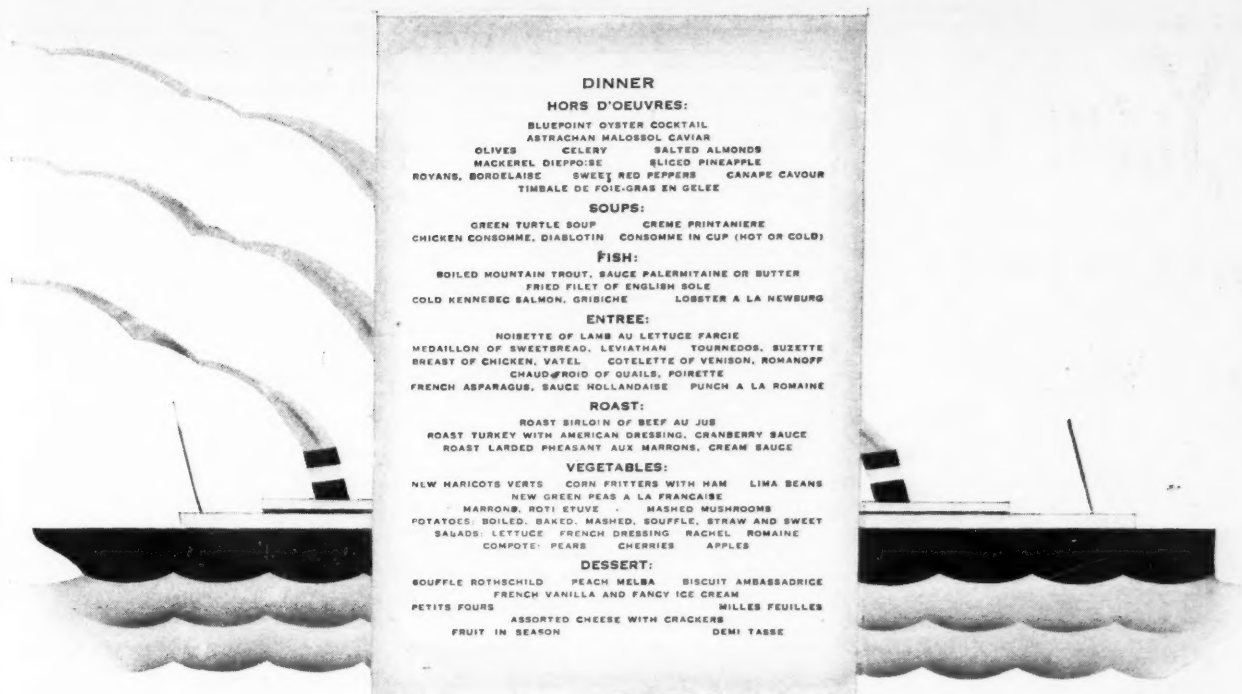 DINNER
HORS D'OEUVRES:
BLUEPOINT OYSTER COCKTAIL
ASTRACHAN MALOSSOL CAVIAR
OLIVES CELERY SALTED ALMONDS
MACKEREL DIEPPOISE SLICED PINEAPPLE
ROYANS, BORDELAISE SWEET RED PEPPERS CANAPE CAVOUR
TIMBALE DE FOIE-GRAS EN GELEE
SOUPS:
GREEN TURTLE SOUP CREME PRINTANIERE
CHICKEN CONSOMME, DIABLOTIN CONSOMME IN CUP (HOT OR COLD)
FISH:
BOILED MOUNTAIN TROUT, SAUCE PALERMITAINE OR BUTTER
FRIED FILET OF ENGLISH SOLE
COLD KENNEBEC SALMON, GRIBICHE LOBSTER A LA NEWBURG
ENTREE:
NOISETTE OF LAMB AU LETTUCE FARCIE
MEDAILLON OF SWEETBREAD, LEVIATHAN TOURNEDOS, SUZETTE
BREAST OF CHICKEN, VATEL COTELETTE OF VENISON, ROMANOFF
CHAUDFROID OF QUAILS, POIRETTE
FRENCH ASPARAGUS, SAUCE HOLLANDAISE PUNCH A LA ROMAINE
ROAST:
ROAST SIRLOIN OF BEEF AU JUS
ROAST TURKEY WITH AMERICAN DRESSING, CRANBERRY SAUCE
ROAST LARDED PHEASANT AUX MARRONS, CREAM SAUCE
VEGETABLES:
NEW HARICOTS VERTS CORN FRITTERS WITH HAM LIMA BEANS
NEW GREEN PEAS A LA FRANCAISE
MARRONS, ROTI ETUVE - MASHED MUSHROOMS
POTATOES: BOILED, BAKED, MASHED, SOUFFLE, STRAW AND SWEET
SALADS: LETTUCE FRENCH DRESSING RACHEL ROMAINE
COMPOTE: PEARS CHERRIES APPLES
DESSERT:
SOUFFLE ROTHSCHILD PEACH MELBA BISCUIT AMBASSADRICE
FRENCH VANILLA AND FANCY ICE CREAM
PETITS FOURS MILLES FEUILLES
ASSORTED CHEESE WITH CRACKERS
FRUIT IN SEASON DEMI TASSE